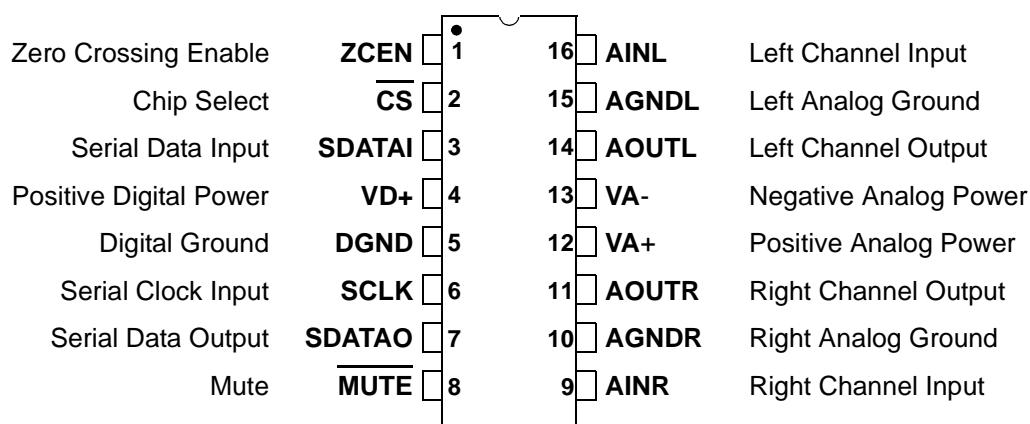 Zero Crossing Enable ZCEN 1 16 AINL Left Channel Input
Chip Select CS 2 15 AGNDL Left Analog Ground
Serial Data Input SDATAI 3 14 AOUTL Left Channel Output
Positive Digital Power VD+ 4 13 VA- Negative Analog Power
Digital Ground DGND 5 12 VA+ Positive Analog Power
Serial Clock Input SCLK 6 11 AOUTR Right Channel Output
Serial Data Output SDATAO 7 10 AGNDR Right Analog Ground
Mute MUTE 8 9 AINR Right Channel Input